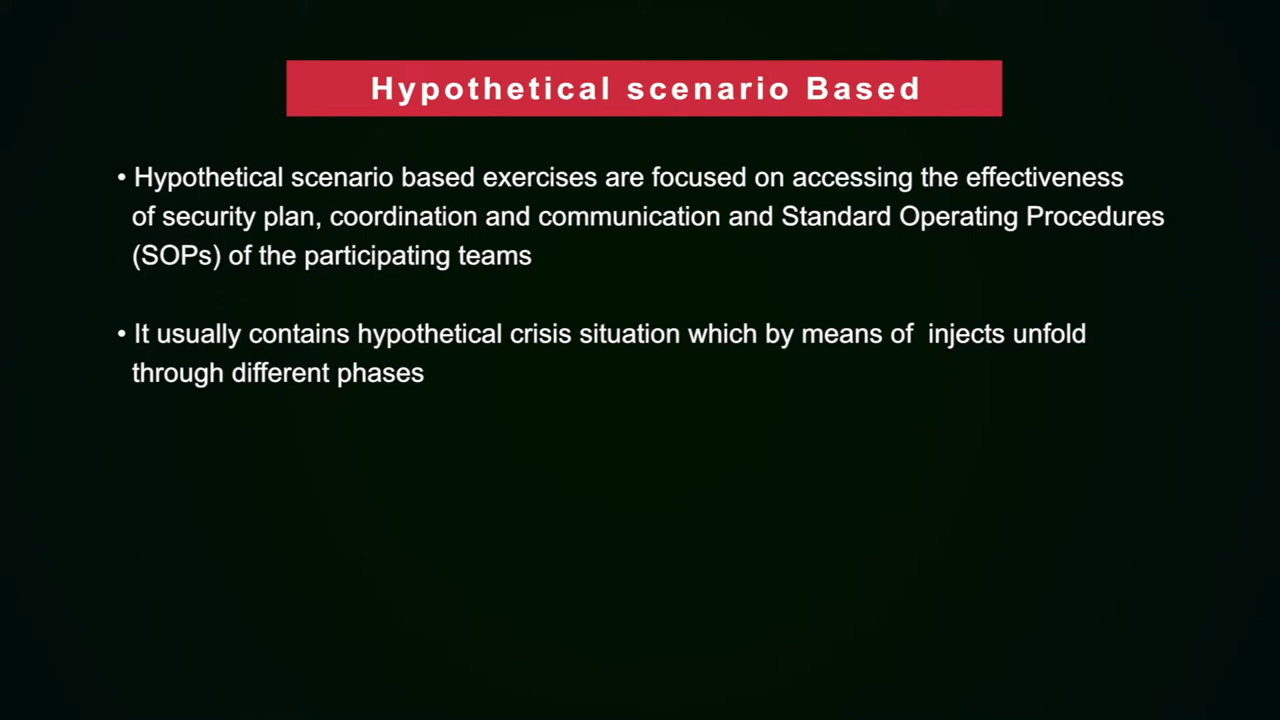 Hypothetical scenario Based
• Hypothetical scenario based exercises are focused on accessing the effectiveness
of security plan, coordination and communication and Standard Operating Procedures
(SOPs) of the participating teams
• It usually contains hypothetical crisis situation which by means of  injects unfold
through different phases